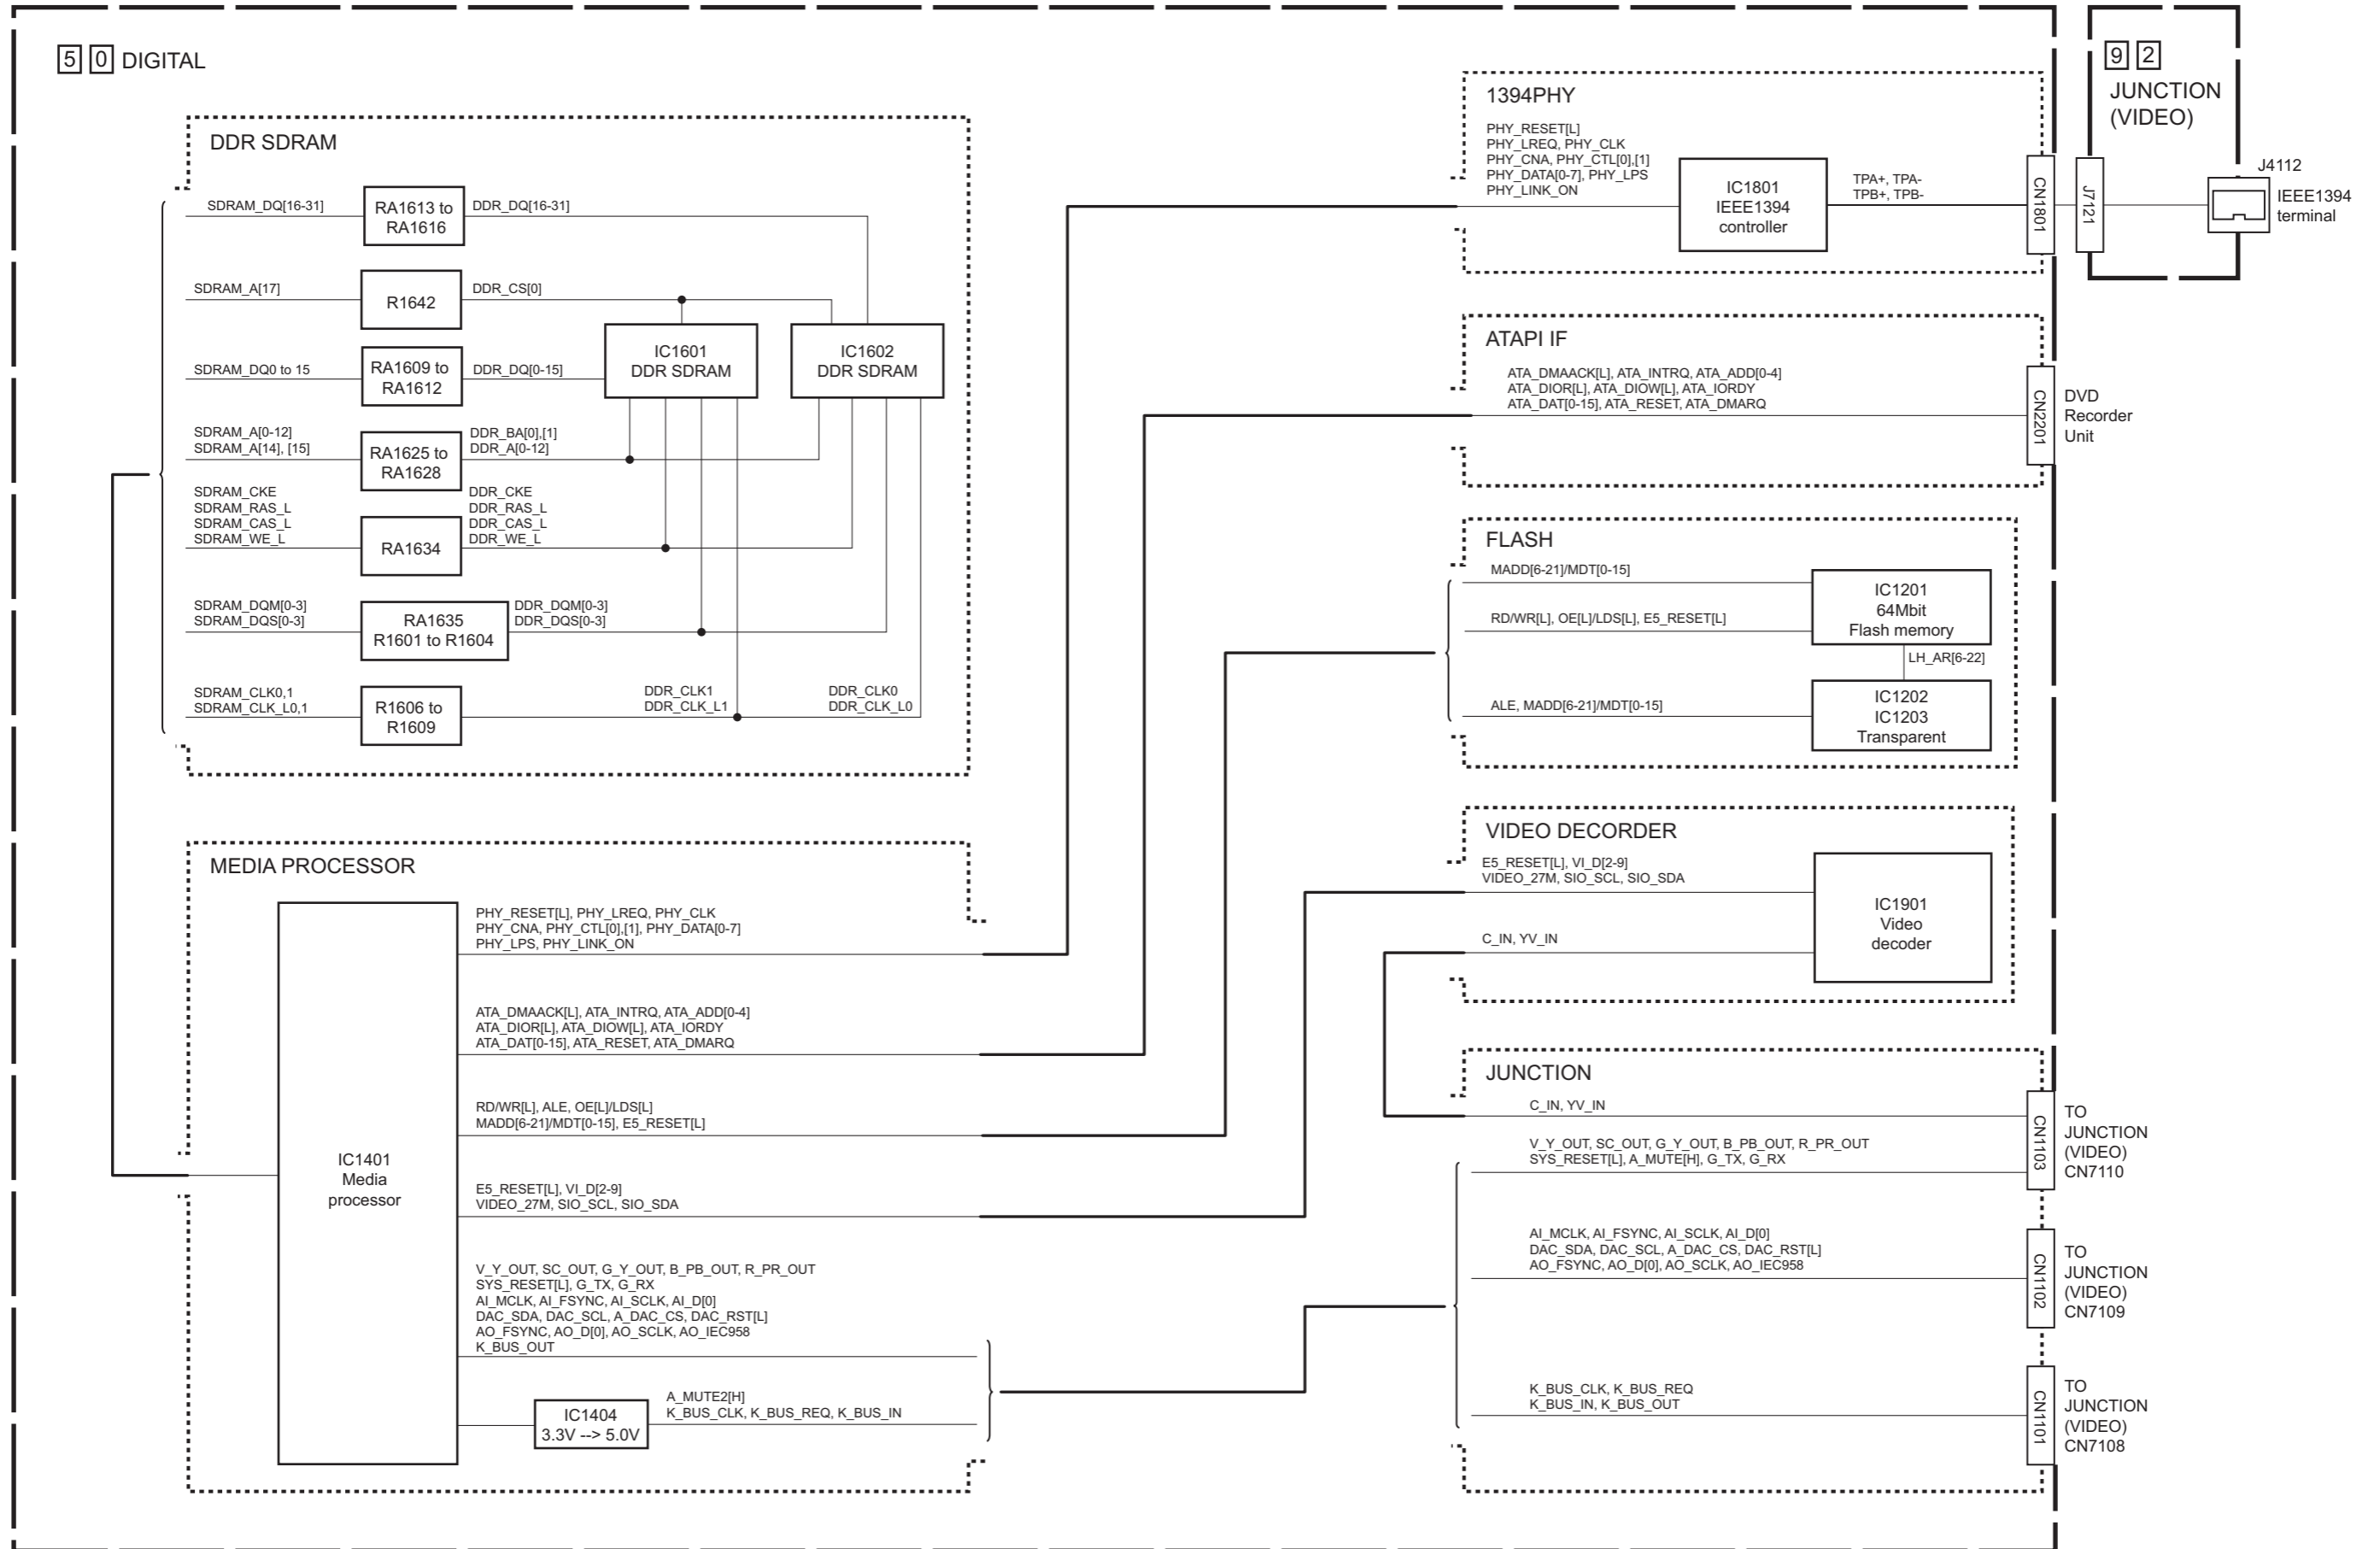 5 0 DIGITAL
DDR SDRAM
SDRAM_DQ[16-31]
RA1613 to
RA1616
DDR_DQ[16-31]
SDRAM_A[17]
R1642
DDR_CS[0]
IC1601
DDR SDRAM
IC1602
DDR SDRAM
SDRAM_DQ0 to 15
RA1609 to
RA1612
DDR_DQ[0-15]
SDRAM_A[0-12]
SDRAM_A[14], [15]
RA1625 to
RA1628
DDR_BA[0],[1]
DDR_A[0-12]
SDRAM_CKE
SDRAM_RAS_L
SDRAM_CAS_L
SDRAM_WE_L
RA1634
DDR_CKE
DDR_RAS_L
DDR_CAS_L
DDR_WE_L
SDRAM_DQM[0-3]
SDRAM_DQS[0-3]
RA1635
R1601 to R1604
DDR_DQM[0-3]
DDR_DQS[0-3]
SDRAM_CLK0,1
SDRAM_CLK_L0,1
R1606 to
R1609
DDR_CLK1
DDR_CLK_L1
DDR_CLK0
DDR_CLK_L0
MEDIA PROCESSOR
IC1401
Media
processor
PHY_RESET[L], PHY_LREQ, PHY_CLK
PHY_CNA, PHY_CTL[0],[1], PHY_DATA[0-7]
PHY_LPS, PHY_LINK_ON
ATA_DMAACK[L], ATA_INTRQ, ATA_ADD[0-4]
ATA_DIOR[L], ATA_DIOW[L], ATA_IORDY
ATA_DAT[0-15], ATA_RESET, ATA_DMARQ
RD/WR[L], ALE, OE[L]/LDS[L]
MADD[6-21]/MDT[0-15], E5_RESET[L]
E5_RESET[L], VI_D[2-9]
VIDEO_27M, SIO_SCL, SIO_SDA
V_Y_OUT, SC_OUT, G_Y_OUT, B_PB_OUT, R_PR_OUT
SYS_RESET[L], G_TX, G_RX
AI_MCLK, AI_FSYNC, AI_SCLK, AI_D[0]
DAC_SDA, DAC_SCL, A_DAC_CS, DAC_RST[L]
AO_FSYNC, AO_D[0], AO_SCLK, AO_IEC958
K_BUS_OUT
IC1404
3.3V --> 5.0V
A_MUTE2[H]
K_BUS_CLK, K_BUS_REQ, K_BUS_IN
1394PHY
PHY_RESET[L]
PHY_LREQ, PHY_CLK
PHY_CNA, PHY_CTL[0],[1]
PHY_DATA[0-7], PHY_LPS
PHY_LINK_ON
IC1801
IEEE1394
controller
TPA+, TPA-
TPB+, TPB-
CN1801
9 2
JUNCTION
(VIDEO)
J7121
J4112
IEEE1394
terminal
ATAPI IF
ATA_DMAACK[L], ATA_INTRQ, ATA_ADD[0-4]
ATA_DIOR[L], ATA_DIOW[L], ATA_IORDY
ATA_DAT[0-15], ATA_RESET, ATA_DMARQ
CN2201
DVD
Recorder
Unit
FLASH
MADD[6-21]/MDT[0-15]
RD/WR[L], OE[L]/LDS[L], E5_RESET[L]
IC1201
64Mbit
Flash memory
LH_AR[6-22]
ALE, MADD[6-21]/MDT[0-15]
IC1202
IC1203
Transparent
VIDEO DECORDER
E5_RESET[L], VI_D[2-9]
VIDEO_27M, SIO_SCL, SIO_SDA
C_IN, YV_IN
IC1901
Video
decoder
JUNCTION
C_IN, YV_IN
V_Y_OUT, SC_OUT, G_Y_OUT, B_PB_OUT, R_PR_OUT
SYS_RESET[L], A_MUTE[H], G_TX, G_RX
CN1103
TO
JUNCTION
(VIDEO)
CN7110
AI_MCLK, AI_FSYNC, AI_SCLK, AI_D[0]
DAC_SDA, DAC_SCL, A_DAC_CS, DAC_RST[L]
AO_FSYNC, AO_D[0], AO_SCLK, AO_IEC958
CN1102
TO
JUNCTION
(VIDEO)
CN7109
K_BUS_CLK, K_BUS_REQ
K_BUS_IN, K_BUS_OUT
CN1101
TO
JUNCTION
(VIDEO)
CN7108